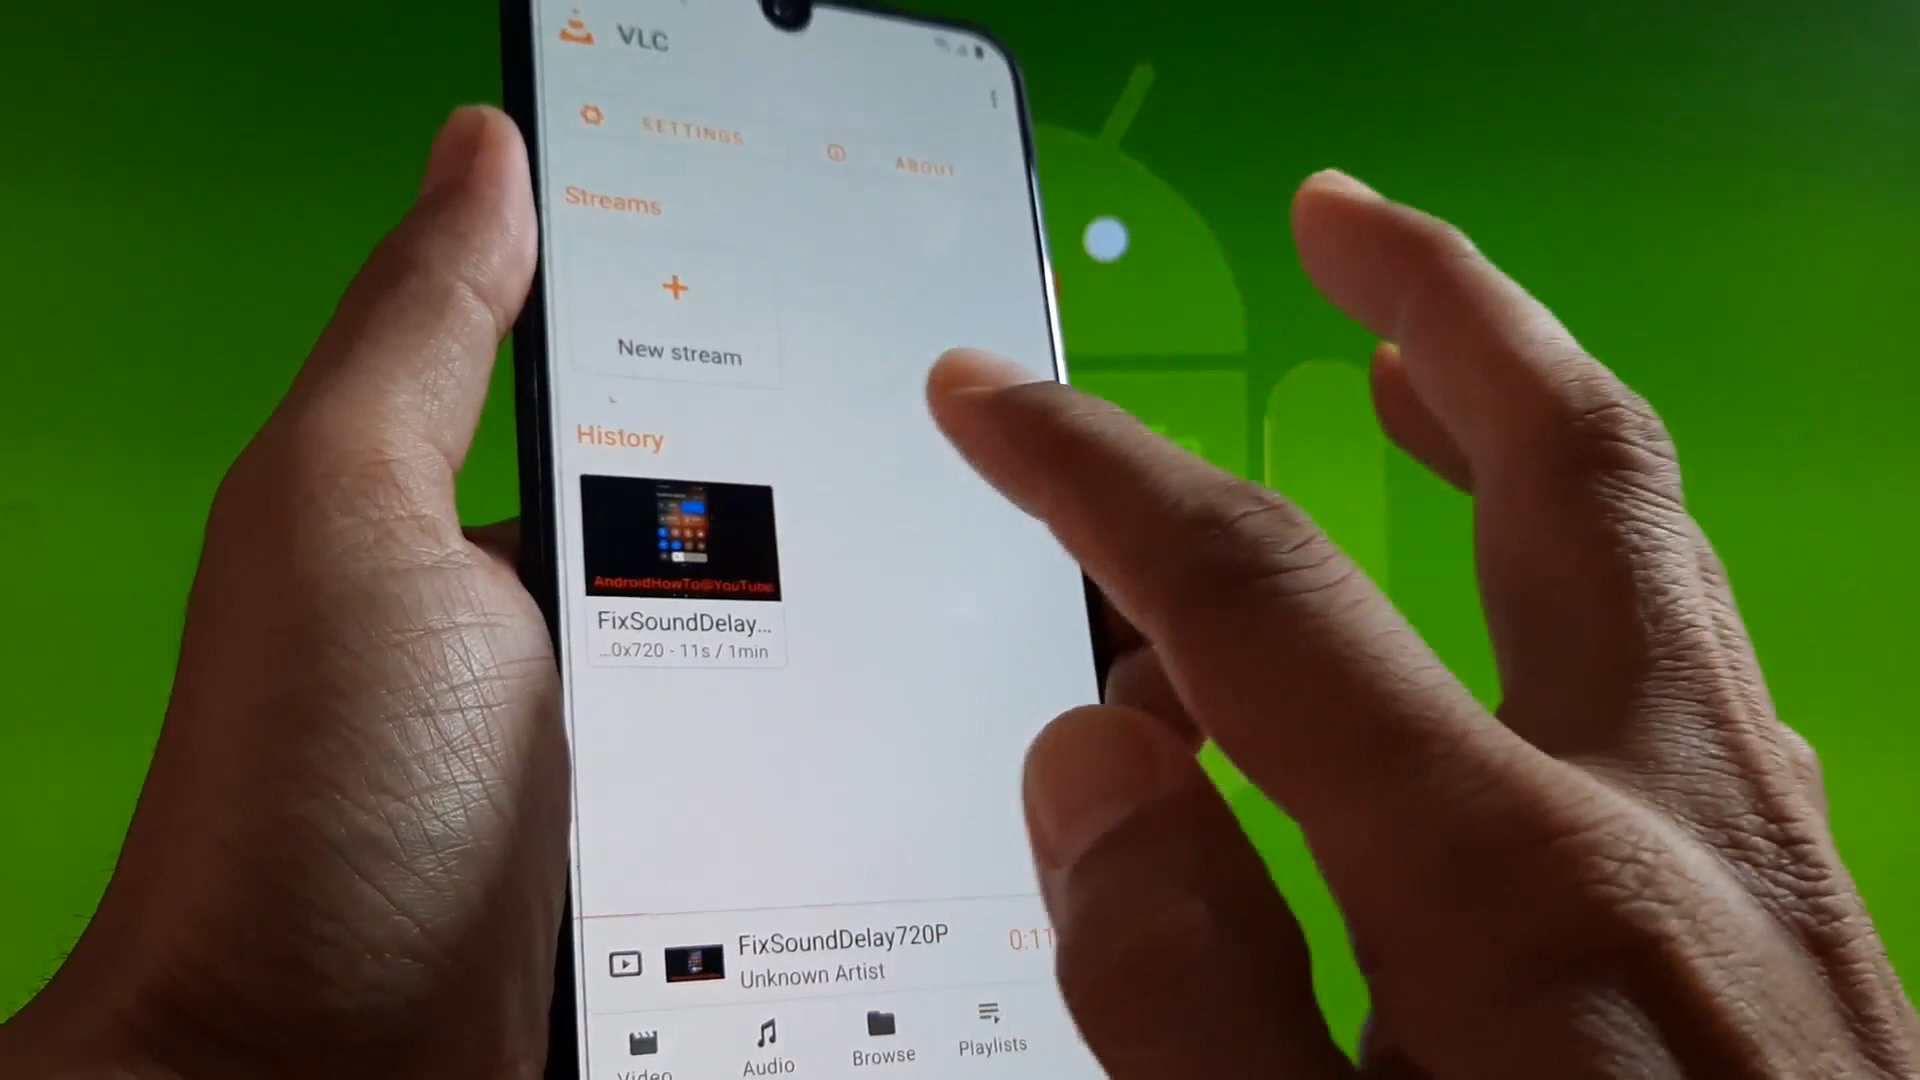 VLC
SETTINGS
ABOUT
Streams
New stream
History
AndroidHowTo@YouTube
FixSoundDelay...
...0x720 - 11s / 1min
FixSoundDelay720P
0:11
Unknown Artist
Video
Audio
Browse
Playlists